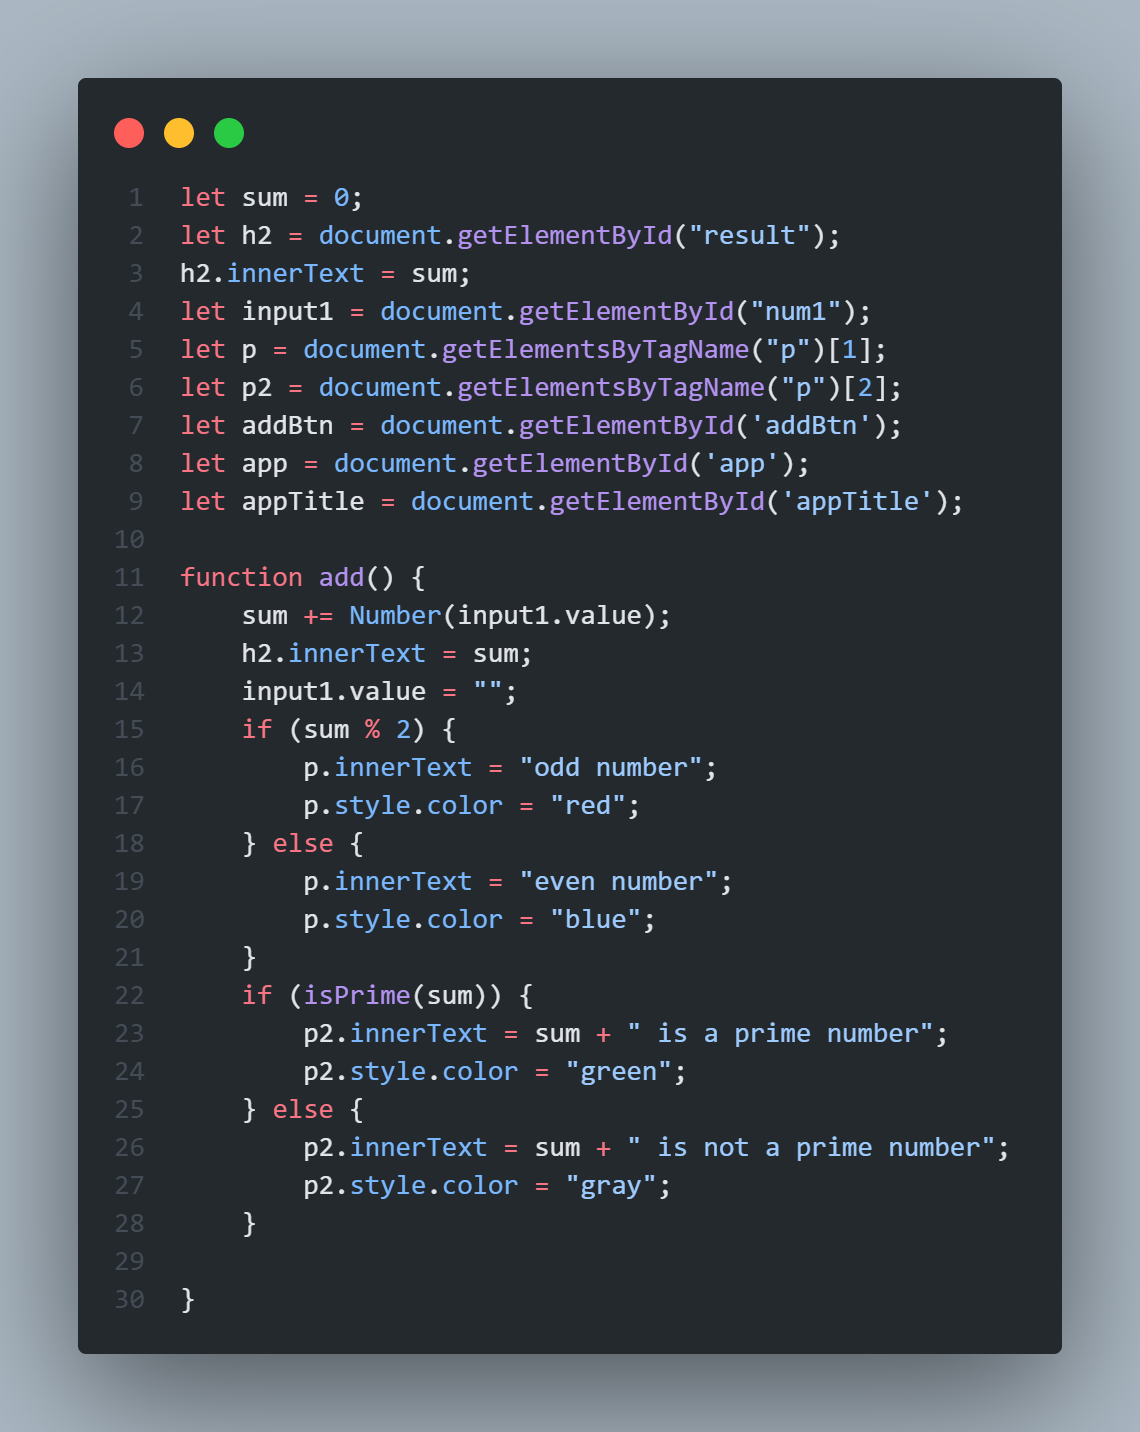 1 let sum = 0;
2 let h2 = document.getElementById("result");
3 h2.innerText = sum;
4 let input1 = document.getElementById("num1");
5 let p = document.getElementsByTagName("p")[1];
6 let p2 = document.getElementsByTagName("p")[2];
7 let addBtn = document.getElementById('addBtn');
8 let app = document.getElementById('app');
9 let appTitle = document.getElementById('appTitle');
10
11 function add() {
12     sum += Number(input1.value);
13     h2.innerText = sum;
14     input1.value = "";
15     if (sum % 2) {
16         p.innerText = "odd number";
17         p.style.color = "red";
18     } else {
19         p.innerText = "even number";
20         p.style.color = "blue";
21     }
22     if (isPrime(sum)) {
23         p2.innerText = sum + " is a prime number";
24         p2.style.color = "green";
25     } else {
26         p2.innerText = sum + " is not a prime number";
27         p2.style.color = "gray";
28     }
29
30 }